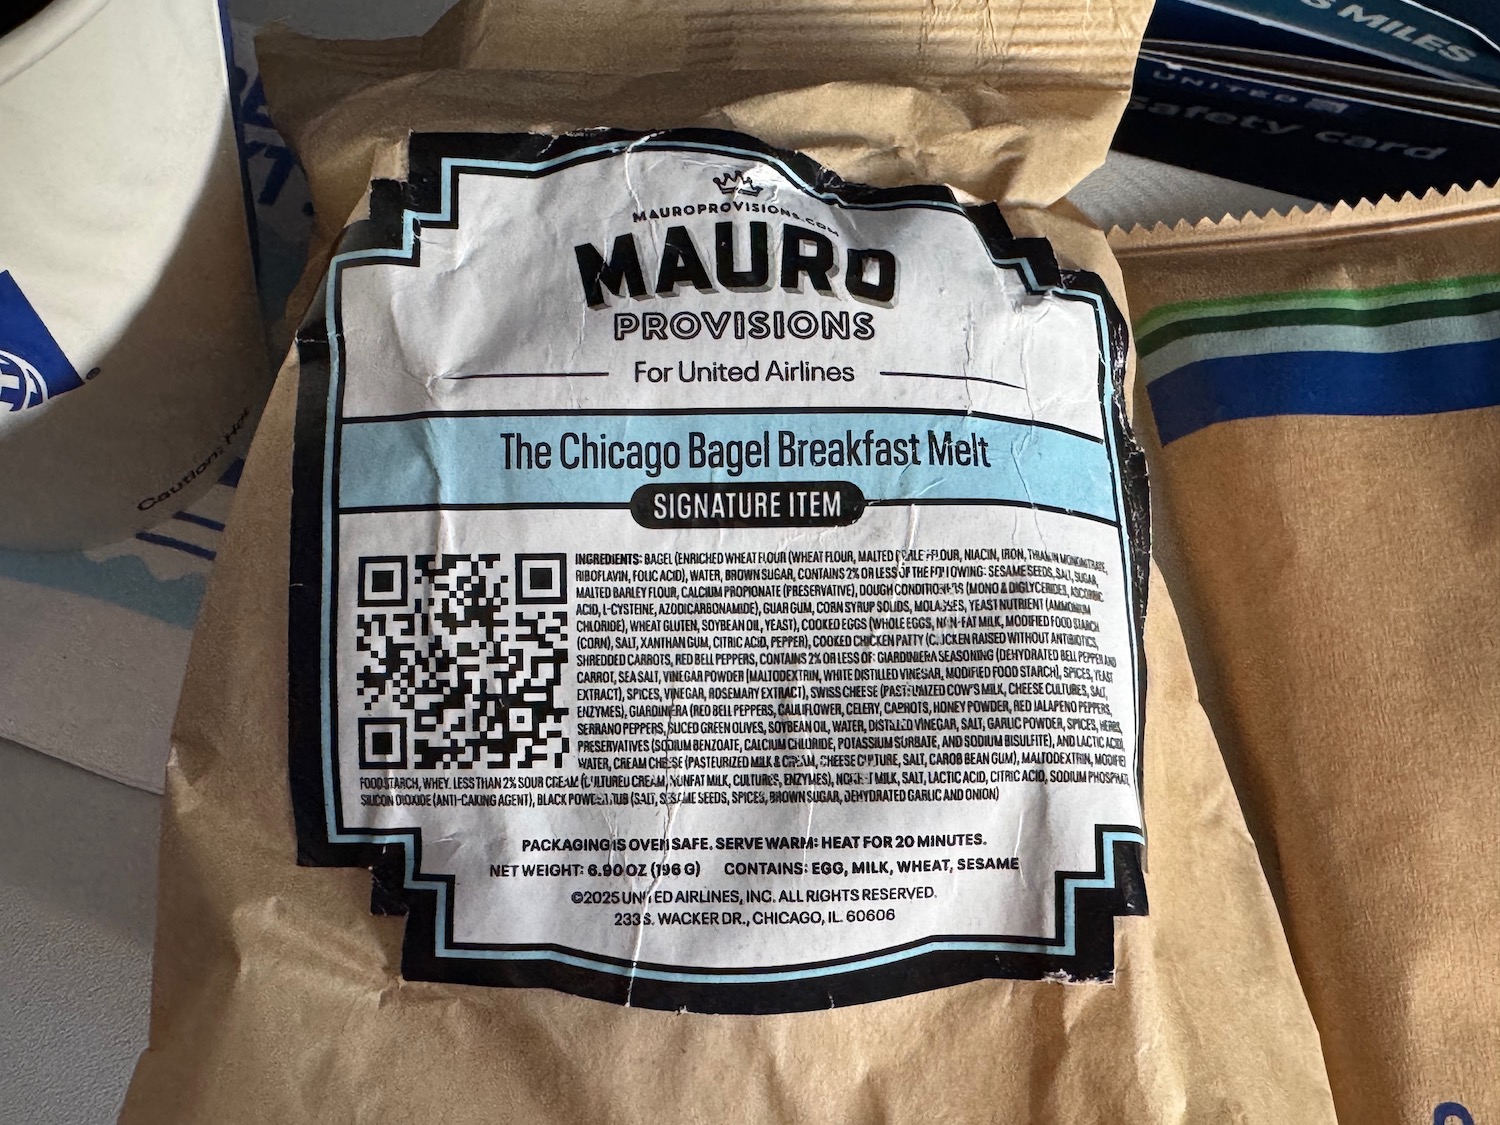 S MILES
UNITED
safety card
MAUROPROVISIONS.COM
MAURO
PROVISIONS
For United Airlines
The Chicago Bagel Breakfast Melt
SIGNATURE ITEM
INGREDIENTS: BAGEL (ENRICHED WHEAT FLOUR (WHEAT FLOUR, MALTED FLOUR, NIACIN, IRON, THIAMIN MONONITRATE,
RIBOFLAVIN, FOLIC ACID), WATER, BROWN SUGAR, CONTAINS 2% OR LESS OF THE FOLLOWING: SESAME SEEDS, SALT, SUGAR,
MALTED BARLEY FLOUR, CALCIUM PROPIONATE (PRESERVATIVE), DOUGH CONDITIONERS (MONO & DIGLYCERIDES, ASCORBIC
ACID, L-CYSTEINE, AZODICARBONAMIDE), GUAR GUM, CORN SYRUP SOLIDS, MOLASSES, YEAST NUTRIENT (AMMONIUM
CHLORIDE), WHEAT GLUTEN, SOYBEAN OIL, YEAST), COOKED EGGS (WHOLE EGGS, NON-FAT MILK, MODIFIED FOOD STARCH
(CORN), SALT, XANTHAN GUM, CITRIC ACID, PEPPER), COOKED CHICKEN PATTY (CHICKEN RAISED WITHOUT ANTIBIOTICS,
SHREDDED CARROTS, RED BELL PEPPERS, CONTAINS 2% OR LESS OF: GIARDINIERA SEASONING (DEHYDRATED BELL PEPPER AND
CARROT, SEA SALT, VINEGAR POWDER (MALTODEXTRIN, WHITE DISTILLED VINEGAR, MODIFIED FOOD STARCH), SPICES, YEAST
EXTRACT), SPICES, VINEGAR, ROSEMARY EXTRACT), SWISS CHEESE (PASTEURIZED COW'S MILK, CHEESE CULTURES, SALT,
ENZYMES), GIARDINIERA (RED BELL PEPPERS, CAULIFLOWER, CELERY, CARROTS, HONEY POWDER, RED JALAPENO PEPPERS,
SERRANO PEPPERS, SLICED GREEN OLIVES, SOYBEAN OIL, WATER, DISTILLED VINEGAR, SALT, GARLIC POWDER, SPICES, HERBS,
PRESERVATIVES (SODIUM BENZOATE, CALCIUM CHLORIDE, POTASSIUM SORBATE, AND SODIUM BISULFITE), AND LACTIC ACID),
WATER, CREAM CHEESE (PASTEURIZED MILK & CREAM, CHEESE CULTURE, SALT, CAROB BEAN GUM), MALTODEXTRIN, MODIFIED
FOOD STARCH, WHEY, LESS THAN 2% SOUR CREAM (CULTURED CREAM, NONFAT MILK, CULTURES, ENZYMES), NONFAT MILK, SALT, LACTIC ACID, CITRIC ACID, SODIUM PHOSPHATE,
SILICON DIOXIDE (ANTI-CAKING AGENT), BLACK POWDER RUB (SALT, SESAME SEEDS, SPICES, BROWN SUGAR, DEHYDRATED GARLIC AND ONION)
PACKAGING IS OVEN SAFE. SERVE WARM: HEAT FOR 20 MINUTES.
NET WEIGHT: 6.90 OZ (196 G) CONTAINS: EGG, MILK, WHEAT, SESAME
©2025 UNITED AIRLINES, INC. ALL RIGHTS RESERVED.
233 S. WACKER DR., CHICAGO, IL 60606
Caution: Hot